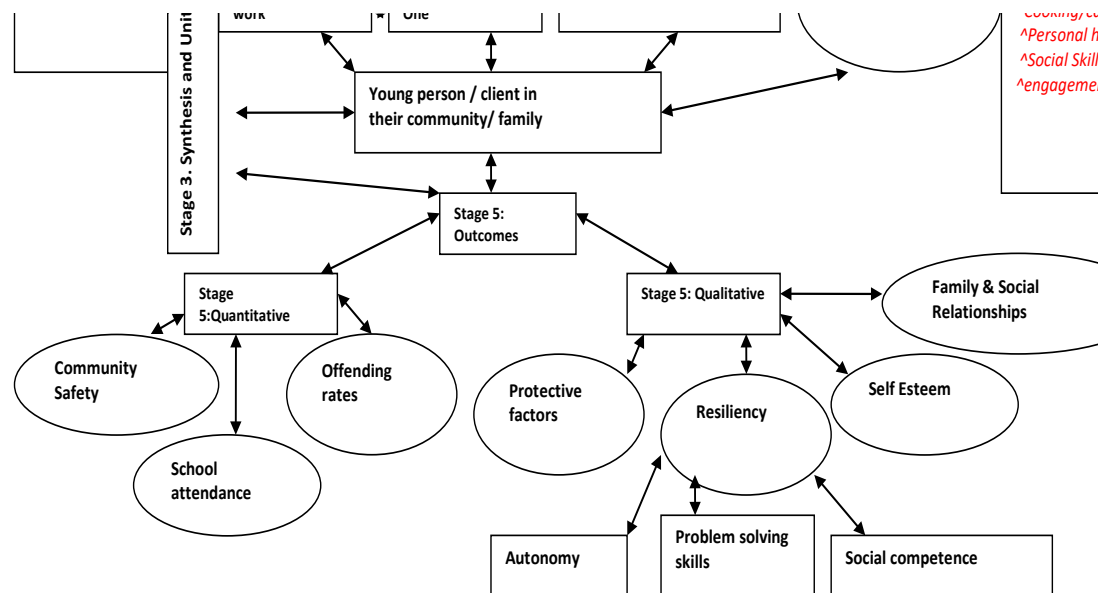 work
One
^Personal h
^Social Skill
^engageme
Stage 3. Synthesis and Unif
Young person / client in
their community/ family
Stage 5:
Outcomes
Stage
5:Quantitative
Stage 5: Qualitative
Family & Social
Relationships
Community
Safety
Offending
rates
Protective
factors
Resiliency
Self Esteem
School
attendance
Autonomy
Problem solving
skills
Social competence